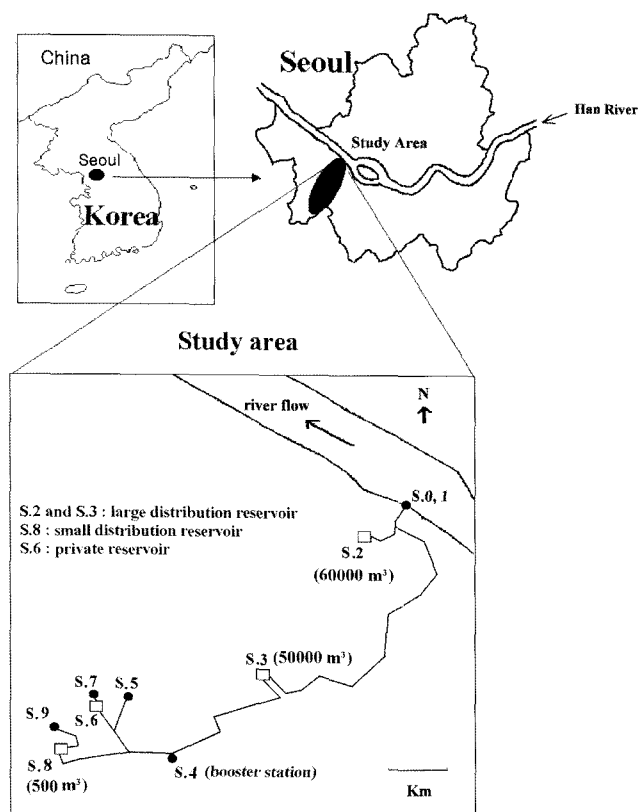 China
Seoul
Korea
Seoul
Han River
Study Area
Study area
N
river flow
S.0, 1
S.2 and S.3 : large distribution reservoir
S.8 : small distribution reservoir
S.6 : private reservoir
S.2
(60000 m³)
S.3 (50000 m³)
S.7
S.5
S.6
S.9
S.8
(500 m³)
S.4 (booster station)
Km